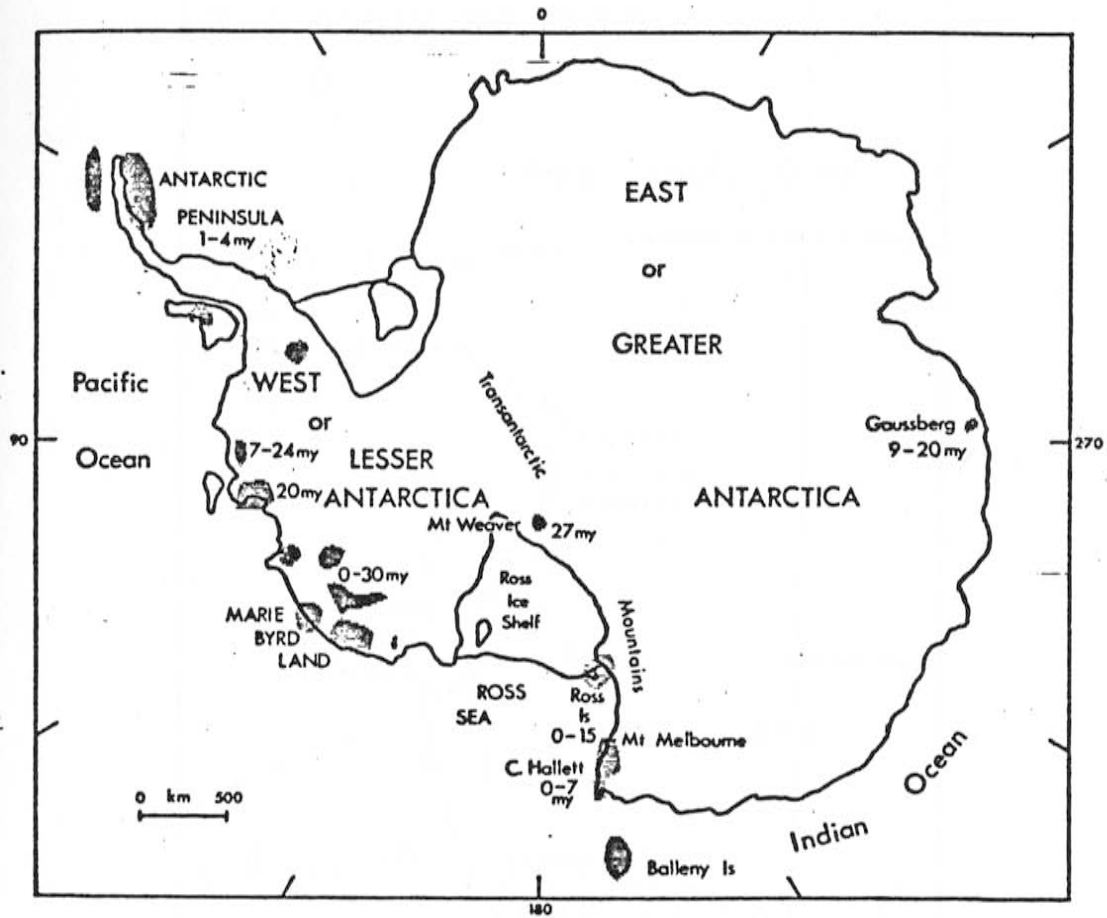 0
ANTARCTIC
PENINSULA
1-4my
EAST
or
GREATER
ANTARCTICA
Pacific
Ocean
WEST
or
LESSER
ANTARCTICA
Transantarctic
Mountains
Gaussberg
9-20my
90
270
7-24my
20my
Mt Weaver
27my
0-30my
Ross
Ice
Shelf
MARIE
BYRD
LAND
ROSS
SEA
Ross
Is
0-15
Mt Melbourne
C. Hallett
0-7
my
0 km 500
Indian
Ocean
Balleny Is
180